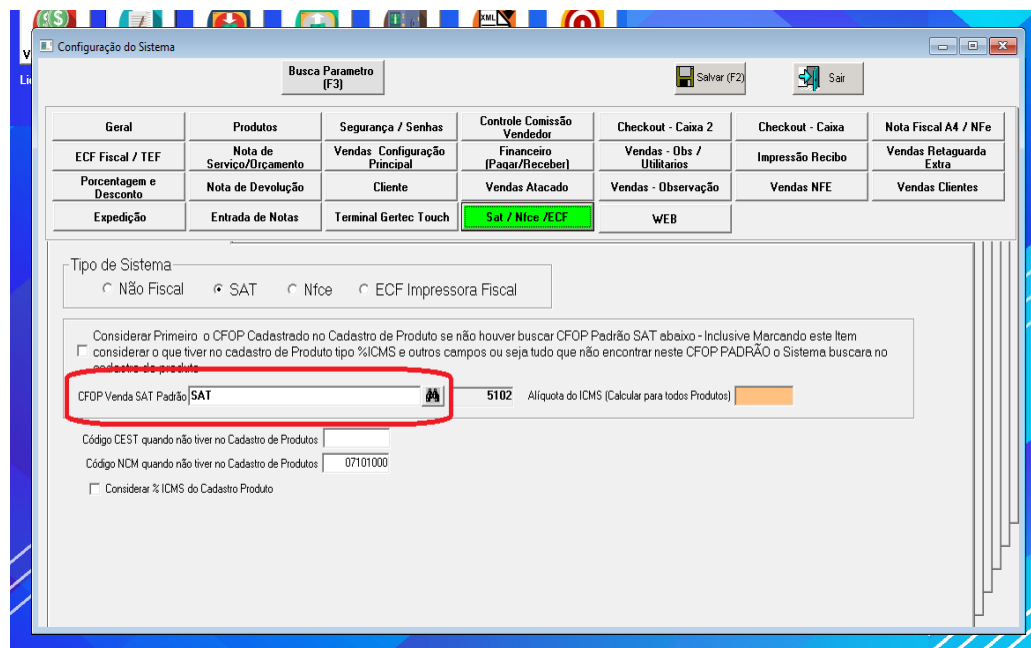 XML
V
Lic
Configuração do Sistema
Busca Parametro
(F3)
Salvar (F2)
Sair
Geral
Produtos
Segurança / Senhas
Controle Comissão
Vendedor
Checkout - Caixa 2
Checkout - Caixa
Nota Fiscal A4 / NFe
ECF Fiscal / TEF
Nota de
Serviço/Orçamento
Vendas Configuração
Principal
Financeiro
(Pagar/Receber)
Vendas - Obs /
Utilitarios
Impressão Recibo
Vendas Retaguarda
Extra
Porcentagem e
Desconto
Nota de Devolução
Cliente
Vendas Atacado
Vendas - Observação
Vendas NFE
Vendas Clientes
Expedição
Entrada de Notas
Terminal Gertec Touch
Sat / Nfce /ECF
WEB
Tipo de Sistema
Não Fiscal
SAT
Nfce
ECF Impressora Fiscal
Considerar Primeiro o CFOP Cadastrado no Cadastro de Produto se não houver buscar CFOP Padrão SAT abaixo - Inclusive Marcando este Item
considerar o que tiver no cadastro de Produto tipo %ICMS e outros campos ou seja tudo que não encontrar neste CFOP PADRÃO o Sistema buscara no
cadastro de produto
CFOP Venda SAT Padrão SAT 5102 Alíquota do ICMS (Calcular para todos Produtos)
Código CEST quando não tiver no Cadastro de Produtos
Código NCM quando não tiver no Cadastro de Produtos 07101000
Considerar % ICMS do Cadastro Produto